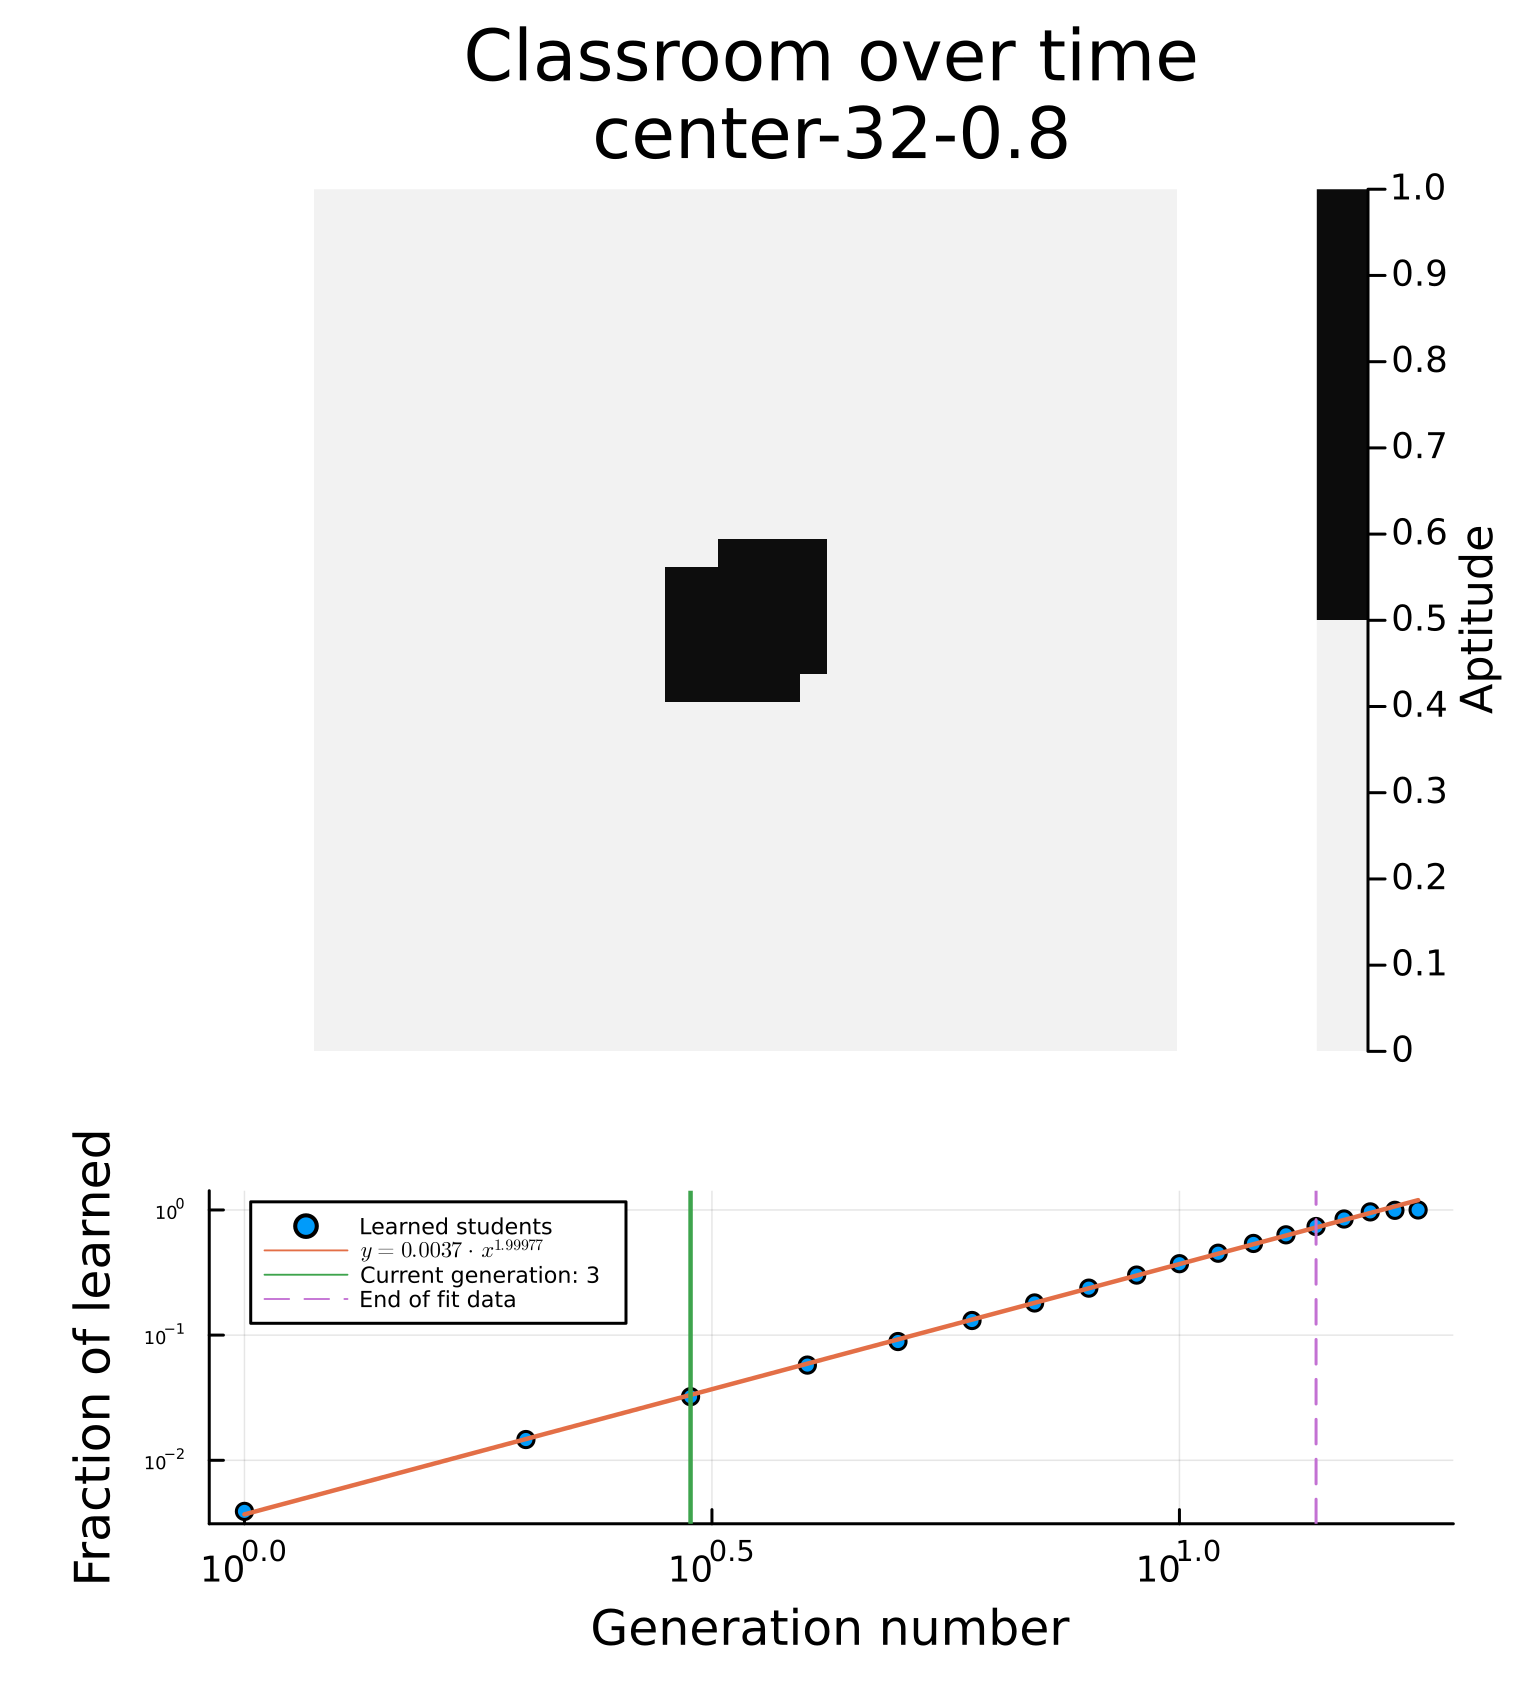 Classroom over time
center-32-0.8
1.0
0.9
0.8
0.7
0.6
0.5
0.4
0.3
0.2
0.1
0
Aptitude
Fraction of learned
10⁰
10⁻¹
10⁻²
Learned students
y = 0.0037 · x^1.99977
Current generation: 3
End of fit data
10^0.0
10^0.5
10^1.0
Generation number